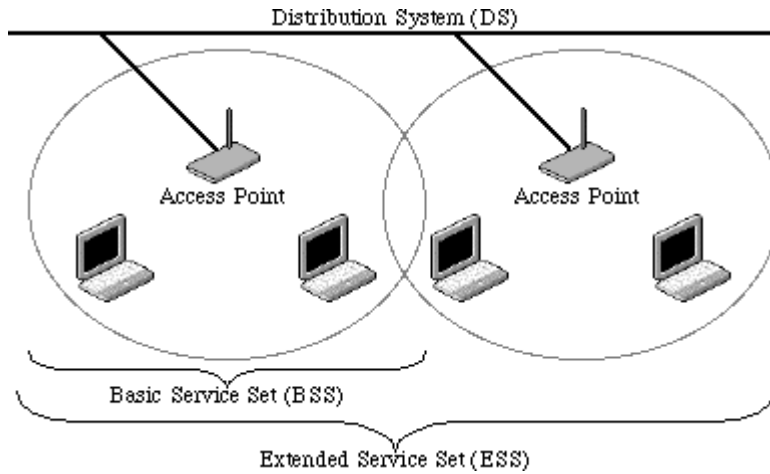 Distribution System (DS)
Access Point
Access Point
Basic Service Set (BSS)
Extended Service Set (ESS)